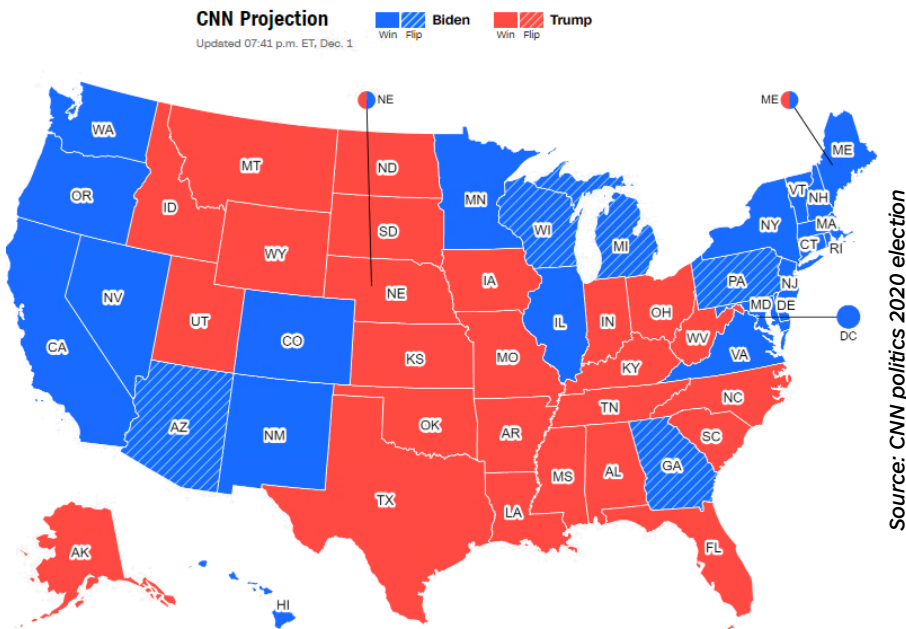 CNN Projection
Updated 07:41 p.m. ET, Dec. 1
Biden
Win Flip
Trump
Win Flip
NE
ME
WA
MT
ND
MN
ME
VT
NH
OR
ID
SD
WI
MI
NY
MA
CT
RI
WY
IA
PA
NJ
NE
NV
UT
CO
IL
IN
OH
MD
DE
DC
CA
KS
MO
WV
VA
KY
NC
TN
AZ
NM
OK
AR
SC
MS
AL
GA
TX
LA
FL
AK
HI
Source: CNN politics 2020 election